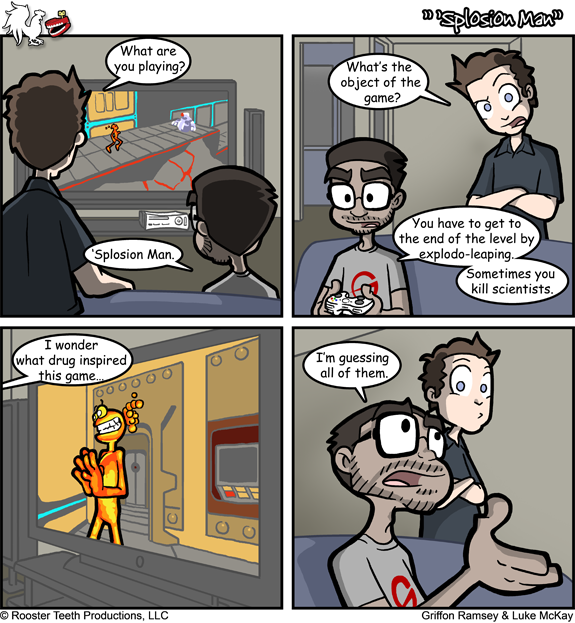 "'Splosion Man"
What are
you playing?
'Splosion Man.
What's the
object of the
game?
You have to get to
the end of the level by
explodo-leaping.
Sometimes you
kill scientists.
I wonder
what drug inspired
this game...
I'm guessing
all of them.
© Rooster Teeth Productions, LLC
Griffon Ramsey & Luke McKay